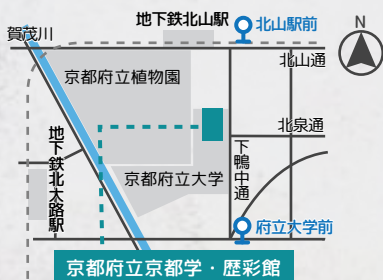 地下鉄北山駅
北山駅前
N
賀茂川
北山通
京都府立植物園
北泉通
地下鉄北大路駅
下鴨中通
京都府立大学
府立大学前
京都府立京都学・歴彩館